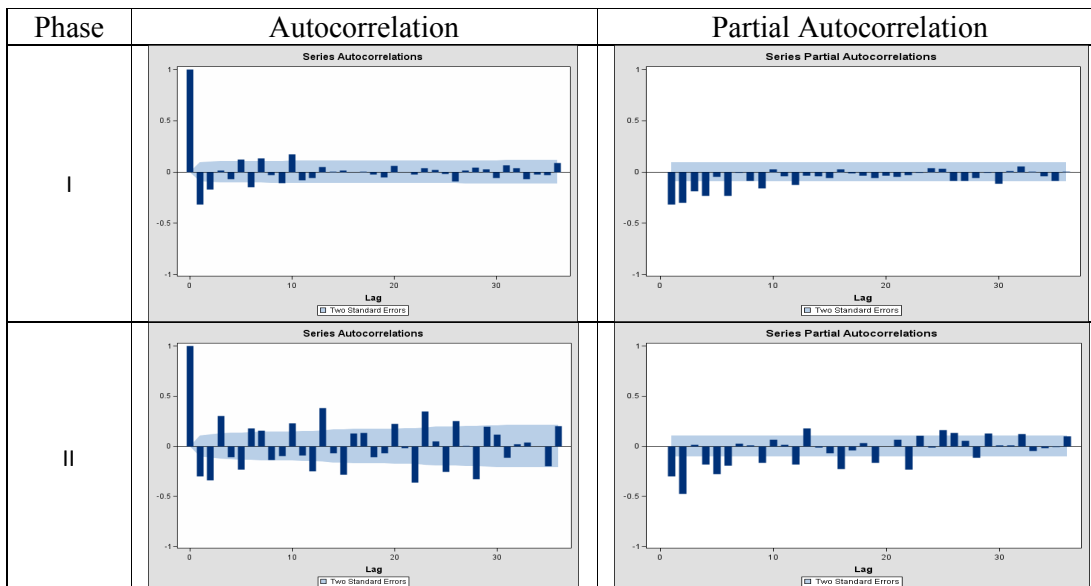 Phase Autocorrelation Partial Autocorrelation
I
Series Autocorrelations
1
0.5
0
-0.5
-1
0 10 20 30
Lag
Two Standard Errors
Series Partial Autocorrelations
1
0.5
0
-0.5
-1
0 10 20 30
Lag
Two Standard Errors
II
Series Autocorrelations
1
0.5
0
-0.5
-1
0 10 20 30
Lag
Two Standard Errors
Series Partial Autocorrelations
1
0.5
0
-0.5
-1
0 10 20 30
Lag
Two Standard Errors